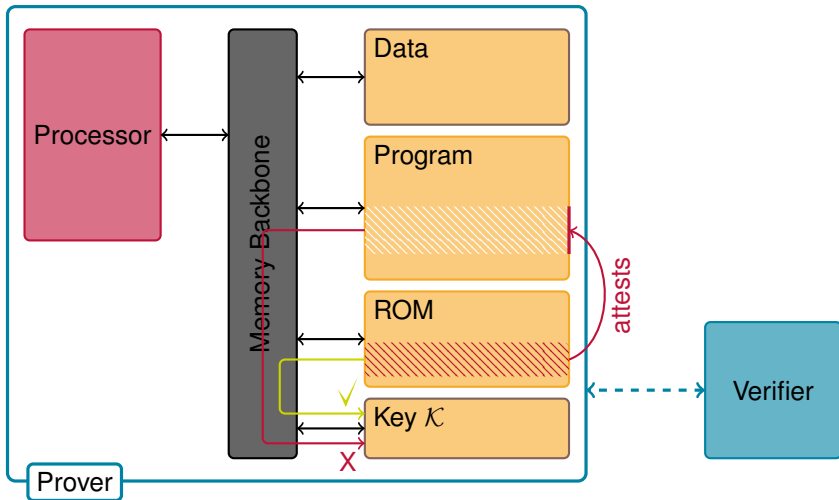 Data
Processor
Memory Backbone
Program
attests
ROM
Verifier
Key 𝒦
X
Prover